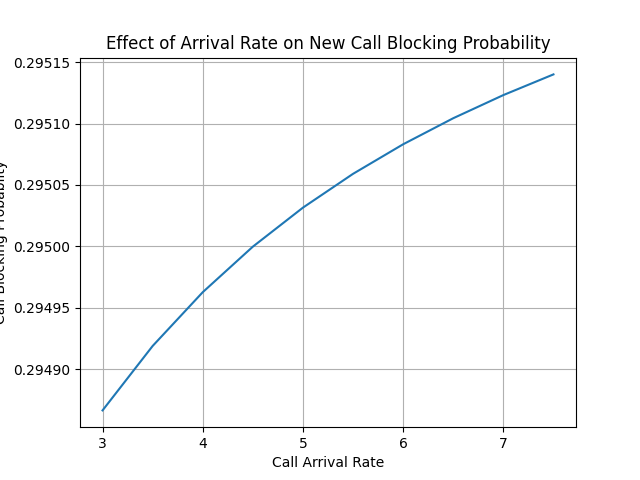 Effect of Arrival Rate on New Call Blocking Probability
0.29515
0.29510
0.29505
0.29500
0.29495
0.29490
Call Blocking Probability
3 4 5 6 7
Call Arrival Rate